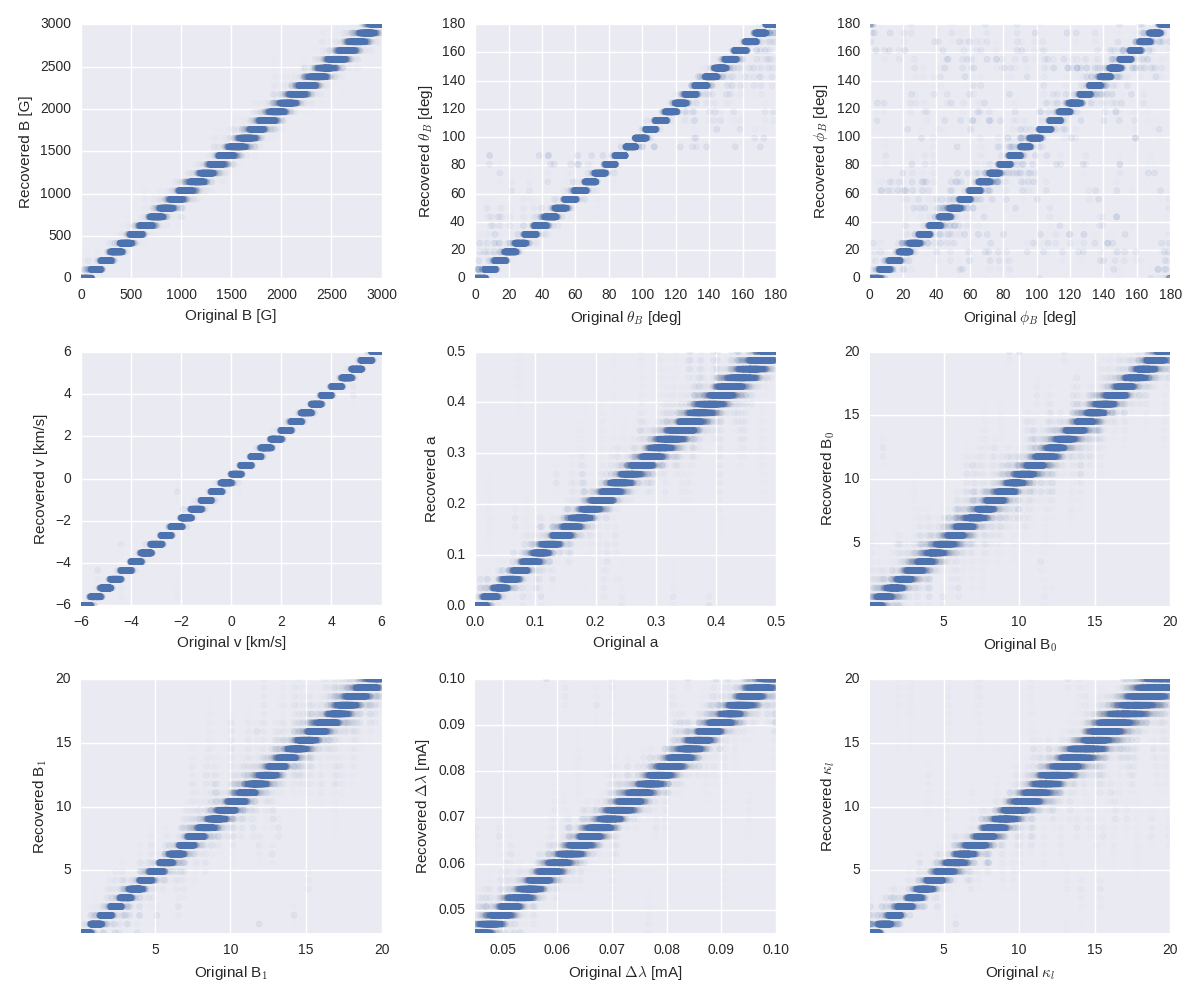 3000
2500
2000
1500
1000
500
0
0 500 1000 1500 2000 2500 3000
Recovered B [G]
Original B [G]
180
160
140
120
100
80
60
40
20
0
0 20 40 60 80 100 120 140 160 180
Recovered θ_B [deg]
Original θ_B [deg]
180
160
140
120
100
80
60
40
20
0
0 20 40 60 80 100 120 140 160 180
Recovered ϕ_B [deg]
Original ϕ_B [deg]
6
4
2
0
−2
−4
−6
−6 −4 −2 0 2 4 6
Recovered v [km/s]
Original v [km/s]
0.5
0.4
0.3
0.2
0.1
0.0
0.0 0.1 0.2 0.3 0.4 0.5
Recovered a
Original a
20
15
10
5
5 10 15 20
Recovered B₀
Original B₀
20
15
10
5
5 10 15 20
Recovered B₁
Original B₁
0.10
0.09
0.08
0.07
0.06
0.05
0.05 0.06 0.07 0.08 0.09 0.10
Recovered Δλ [mA]
Original Δλ [mA]
20
15
10
5
5 10 15 20
Recovered κ_l
Original κ_l